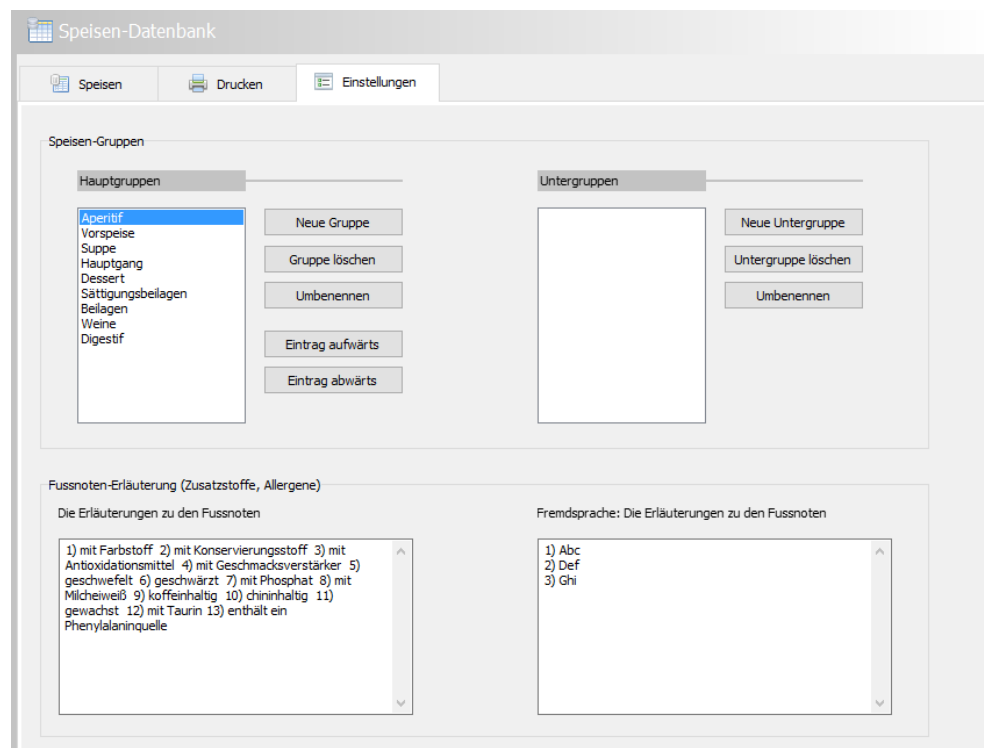 Speisen-Datenbank
Speisen
Drucken
Einstellungen
Speisen-Gruppen
Hauptgruppen
Aperitif
Vorspeise
Suppe
Hauptgang
Dessert
Sättigungsbeilagen
Beilagen
Weine
Digestif
Neue Gruppe
Gruppe löschen
Umbenennen
Eintrag aufwärts
Eintrag abwärts
Untergruppen
Neue Untergruppe
Untergruppe löschen
Umbenennen
Fussnoten-Erläuterung (Zusatzstoffe, Allergene)
Die Erläuterungen zu den Fussnoten
1) mit Farbstoff 2) mit Konservierungsstoff 3) mit
Antioxidationsmittel 4) mit Geschmacksverstärker 5)
geschwefelt 6) geschwärzt 7) mit Phosphat 8) mit
Milcheiweiß 9) koffeinhaltig 10) chininhaltig 11)
gewachst 12) mit Taurin 13) enthält ein
Phenylalaninquelle
Fremdsprache: Die Erläuterungen zu den Fussnoten
1) Abc
2) Def
3) Ghi